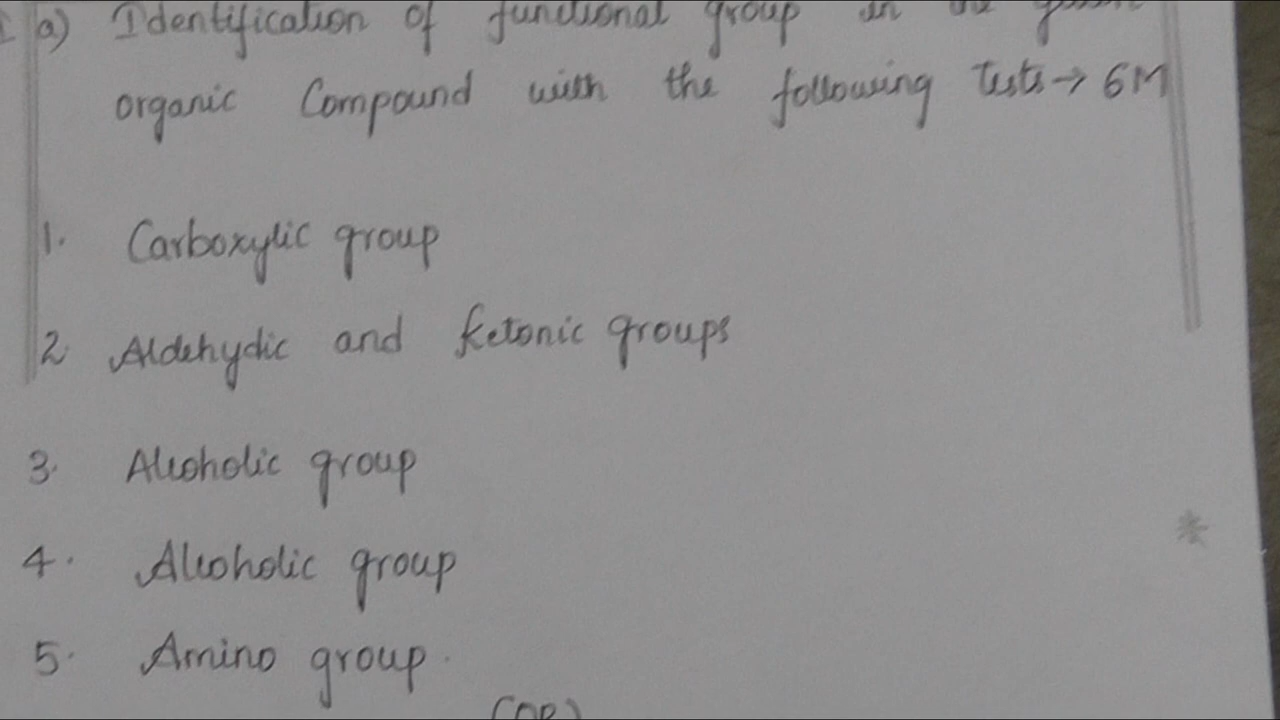 a) Identification of functional group in the given
organic Compound with the following tests → 6M
1. Carboxylic group
2. Aldehydic and ketonic groups
3. Alcoholic group
4. Alcoholic group
5. Amino group.
(OR)